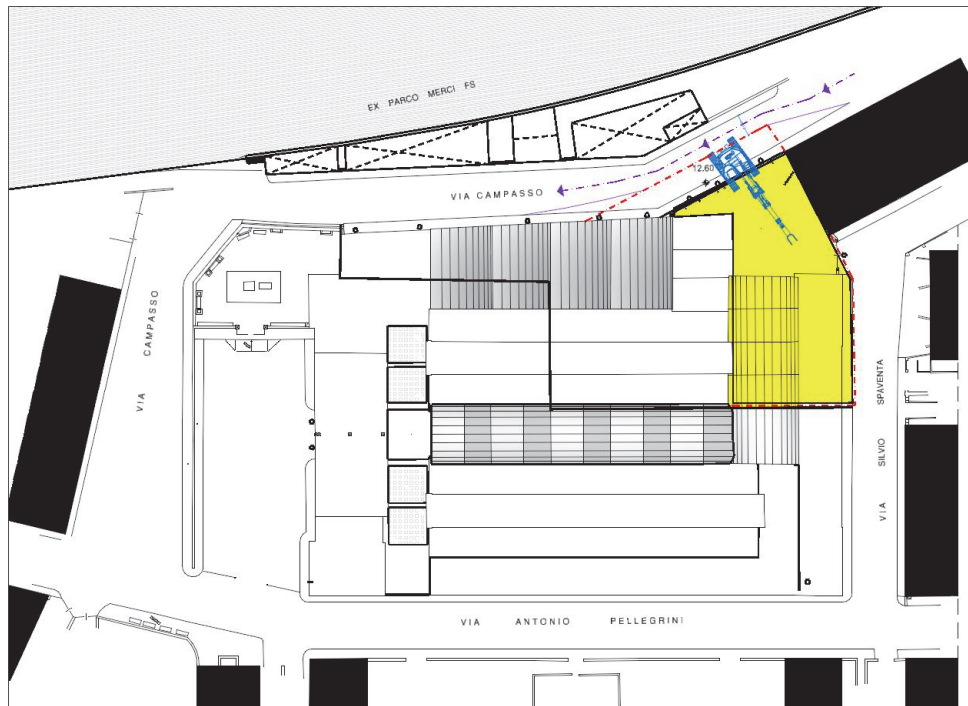 EX PARCO MERCI FS
VIA CAMPASSO
12.60
VIA CAMPASSO
VIA SILVIO SPAVENTA
VIA ANTONIO PELLEGRINI